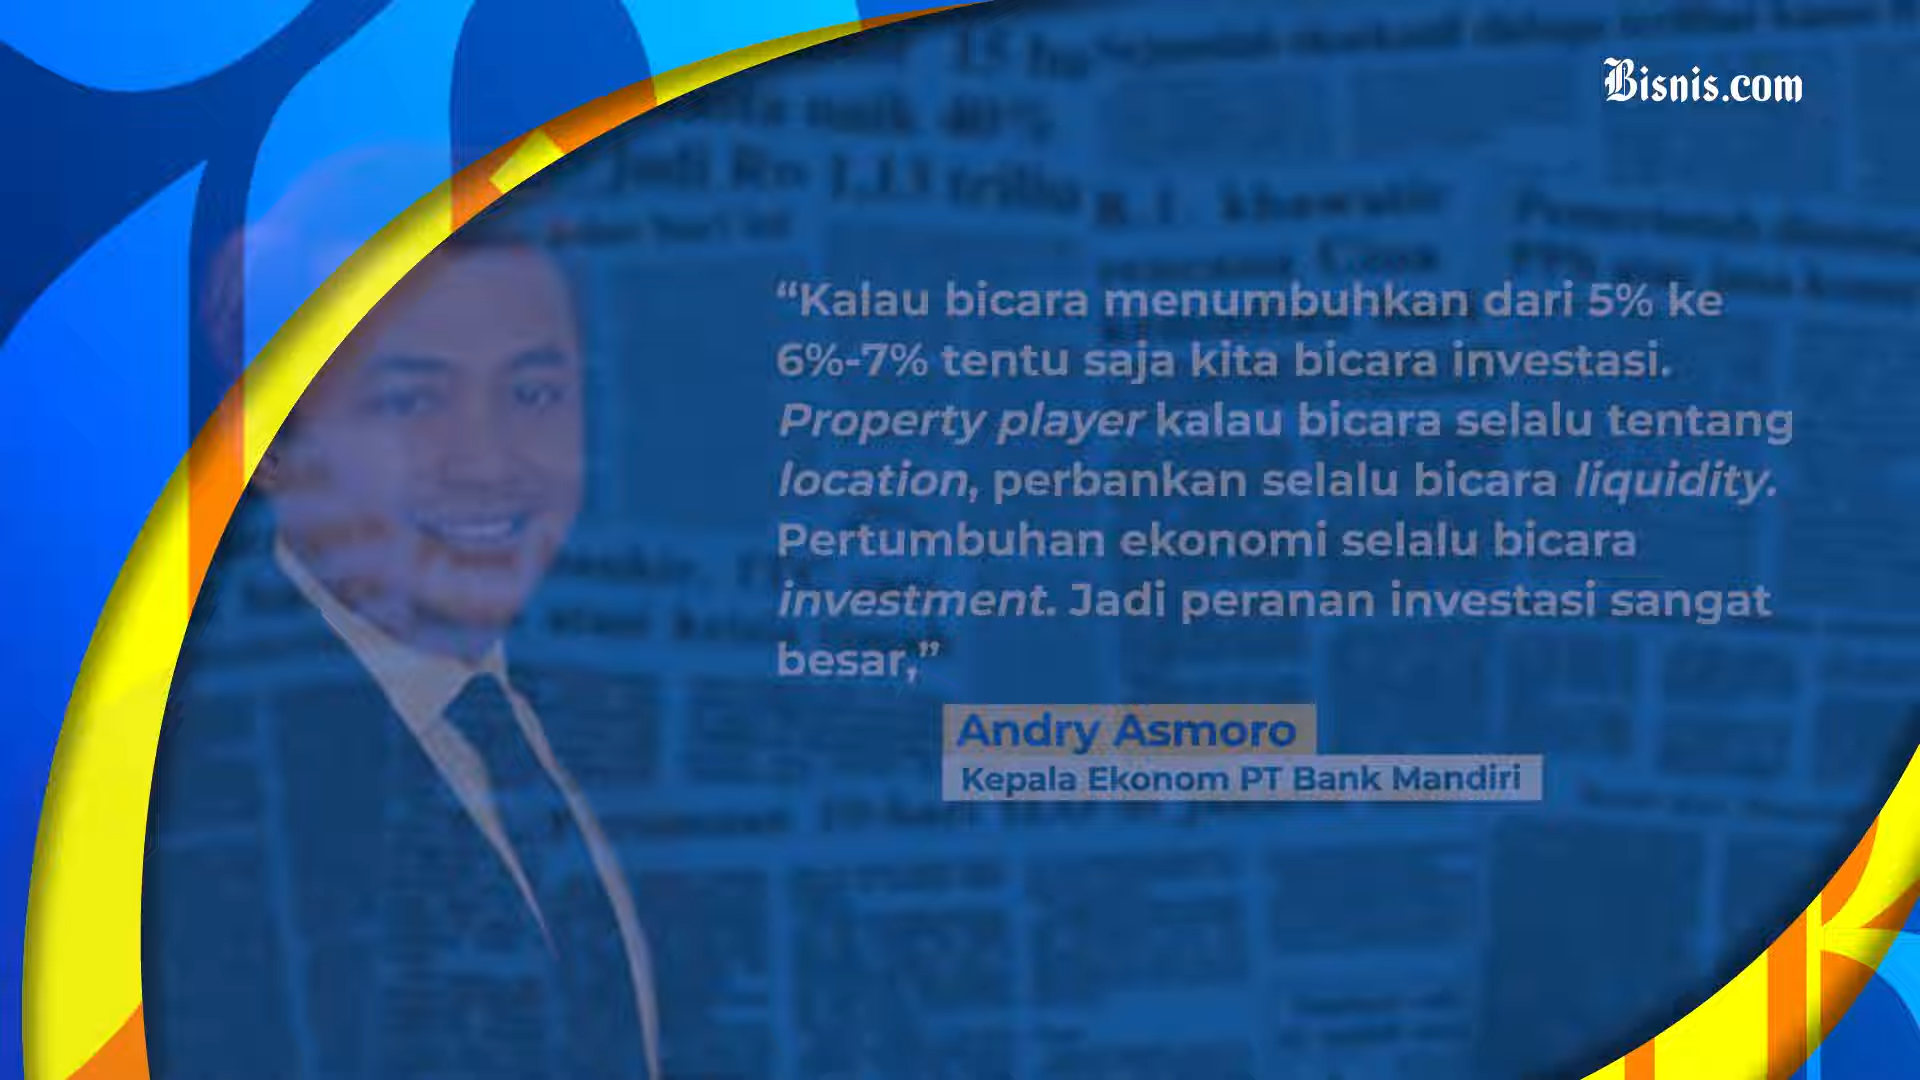 Bisnis.com
“Kalau bicara menumbuhkan dari 5% ke
6%-7% tentu saja kita bicara investasi.
Property player kalau bicara selalu tentang
location, perbankan selalu bicara liquidity.
Pertumbuhan ekonomi selalu bicara
investment. Jadi peranan investasi sangat
besar,”
Andry Asmoro
Kepala Ekonom PT Bank Mandiri